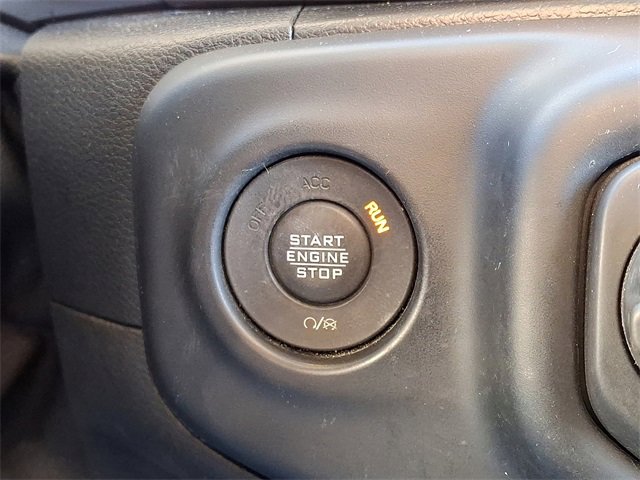 OFF
ACC
RUN
START
ENGINE
STOP